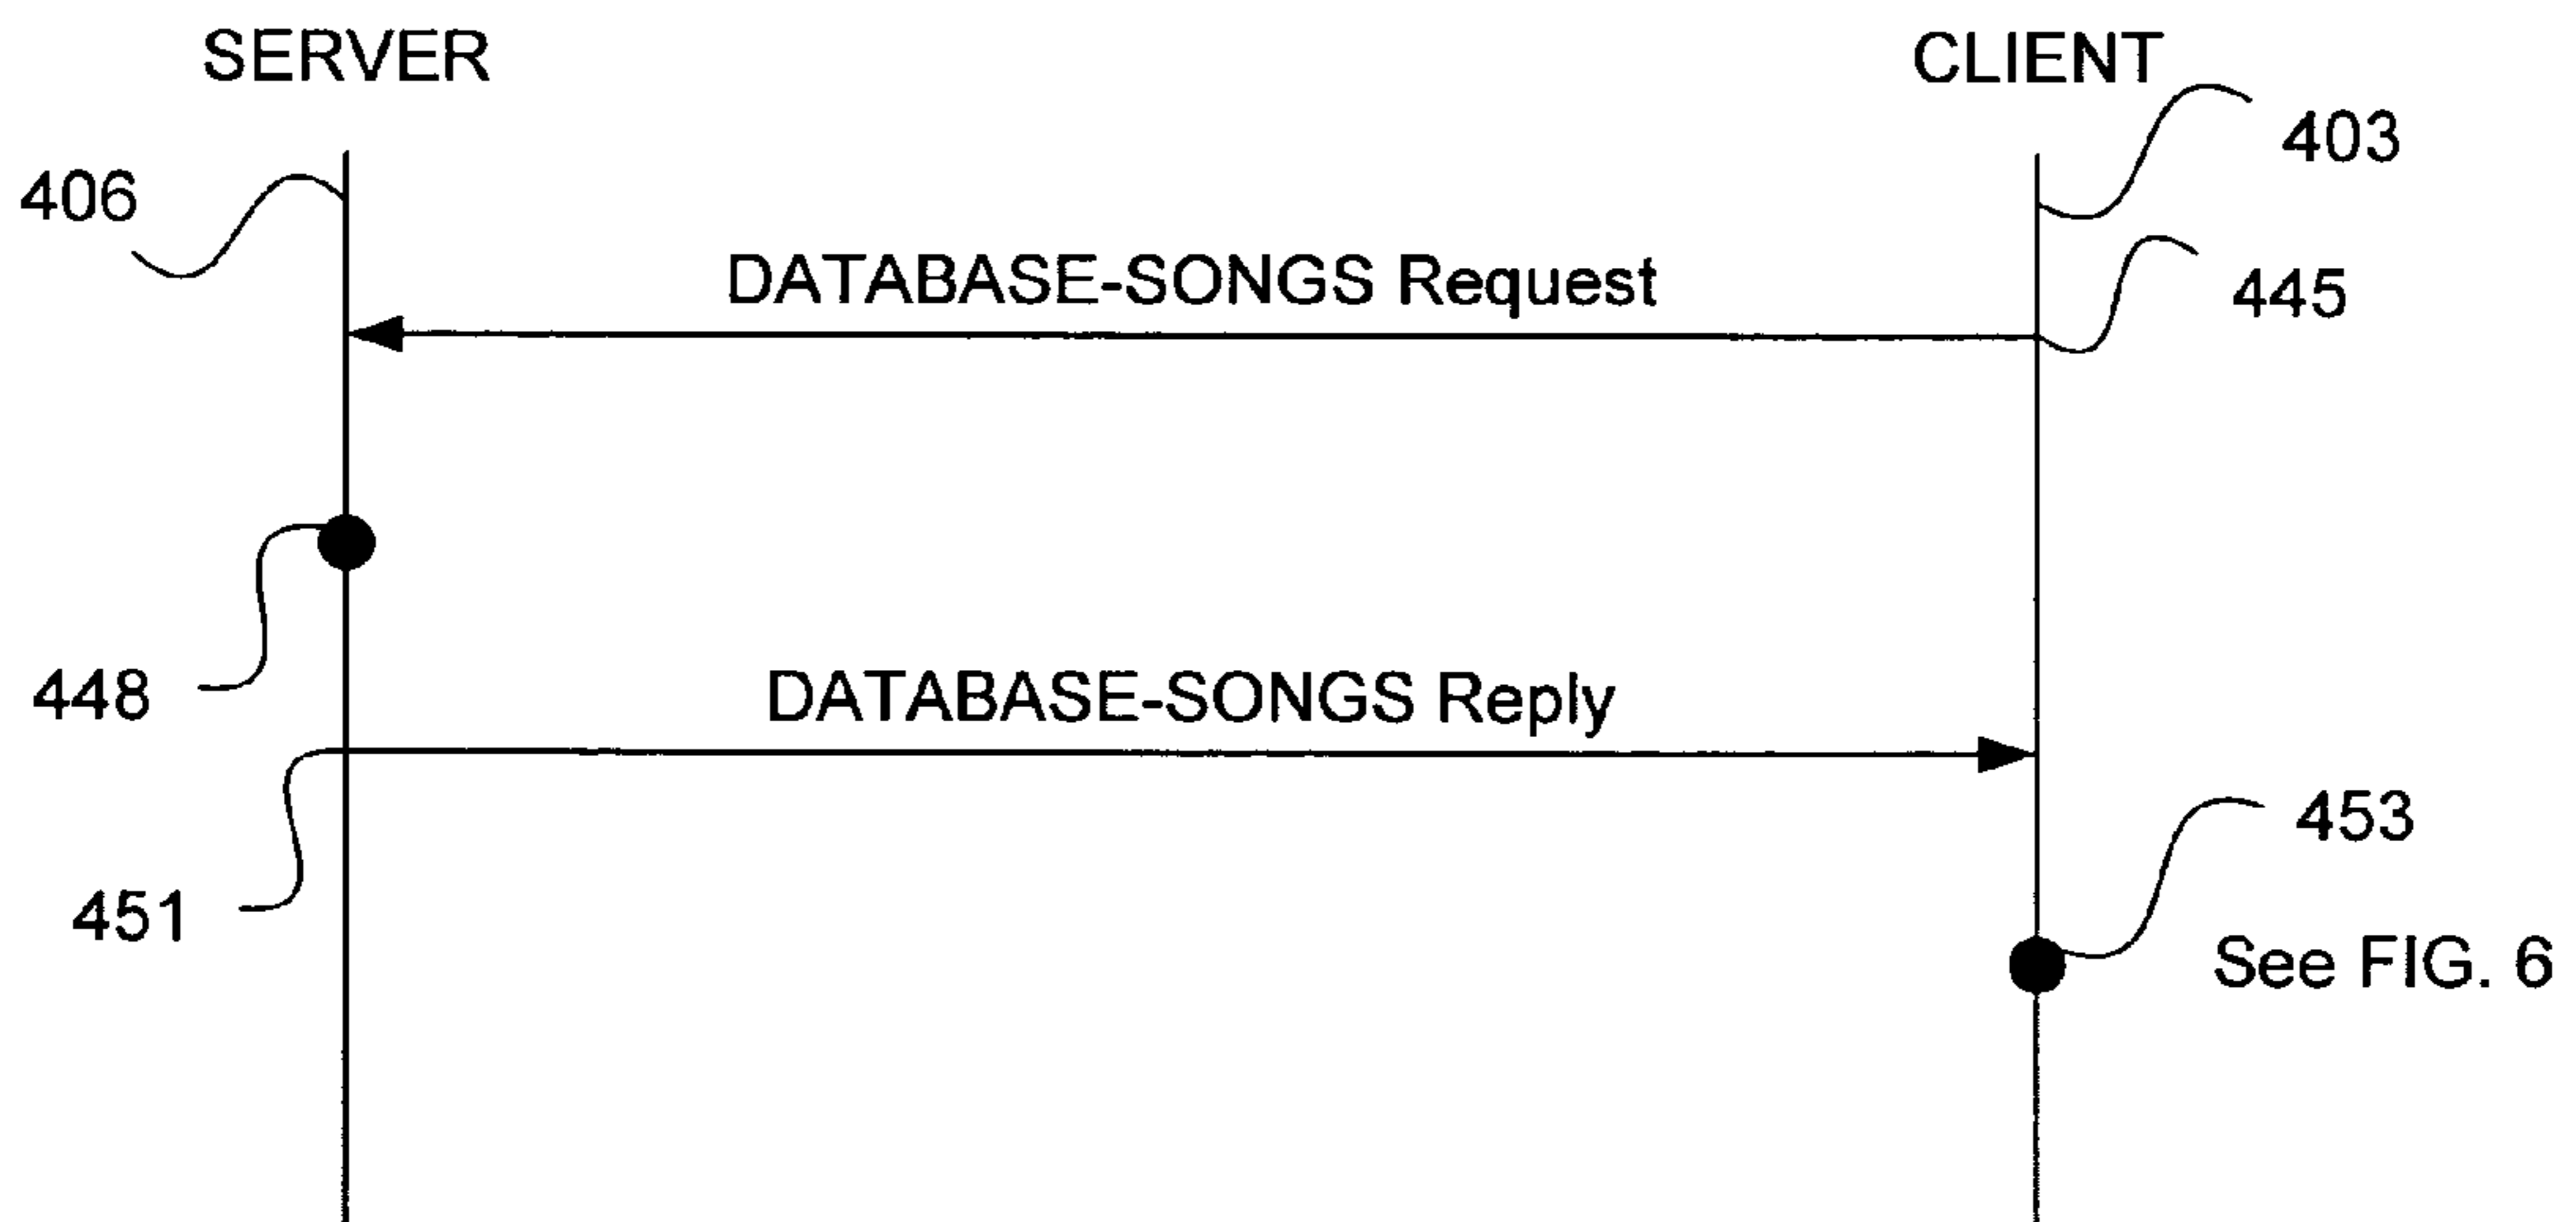 SERVER
CLIENT
403
406
DATABASE-SONGS Request
445
448
DATABASE-SONGS Reply
453
451
See FIG. 6